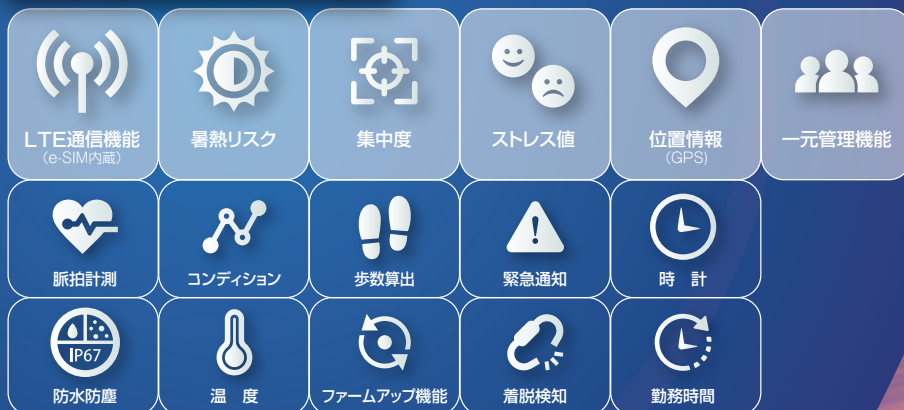 LTE通信機能
(e-SIM内蔵)
暑熱リスク
集中度
ストレス値
位置情報
(GPS)
一元管理機能
脈拍計測
コンディション
歩数算出
緊急通知
時 計
IP67
防水防塵
温 度
ファームアップ機能
着脱検知
勤務時間